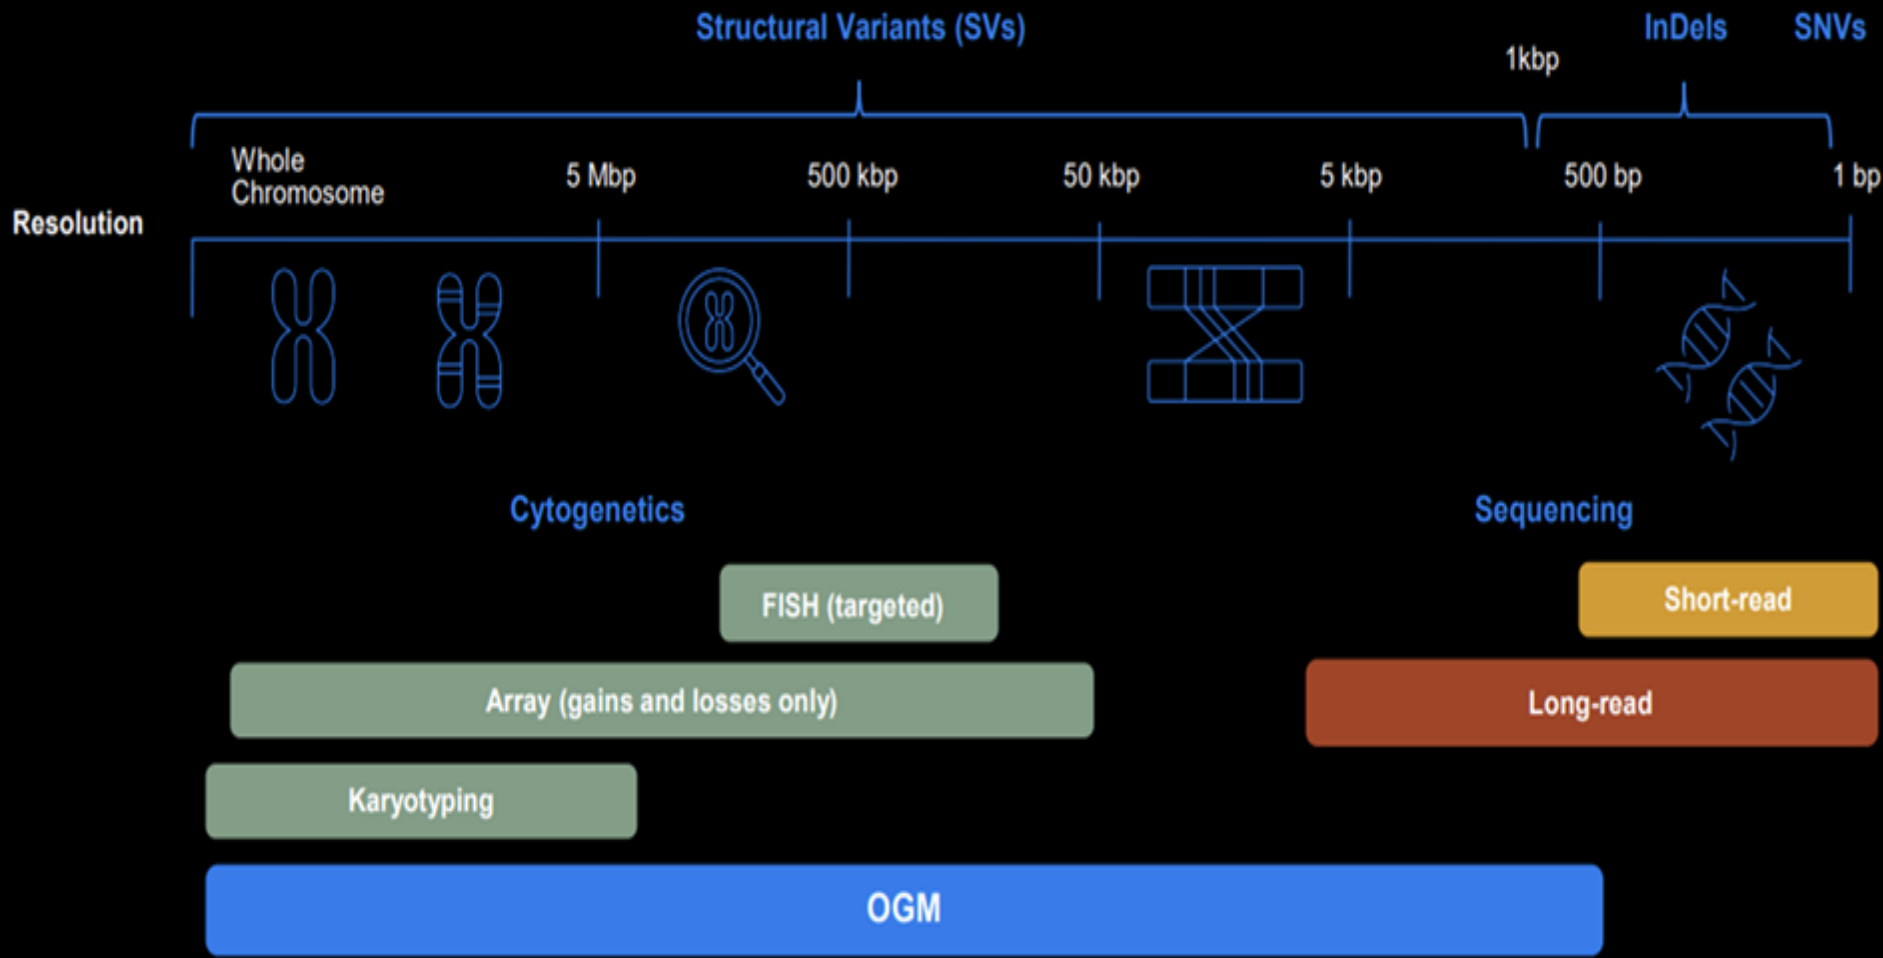 Structural Variants (SVs)
InDels
SNVs
1kbp
Whole
Chromosome
5 Mbp
500 kbp
50 kbp
5 kbp
500 bp
1 bp
Resolution
Cytogenetics
Sequencing
FISH (targeted)
Short-read
Array (gains and losses only)
Long-read
Karyotyping
OGM